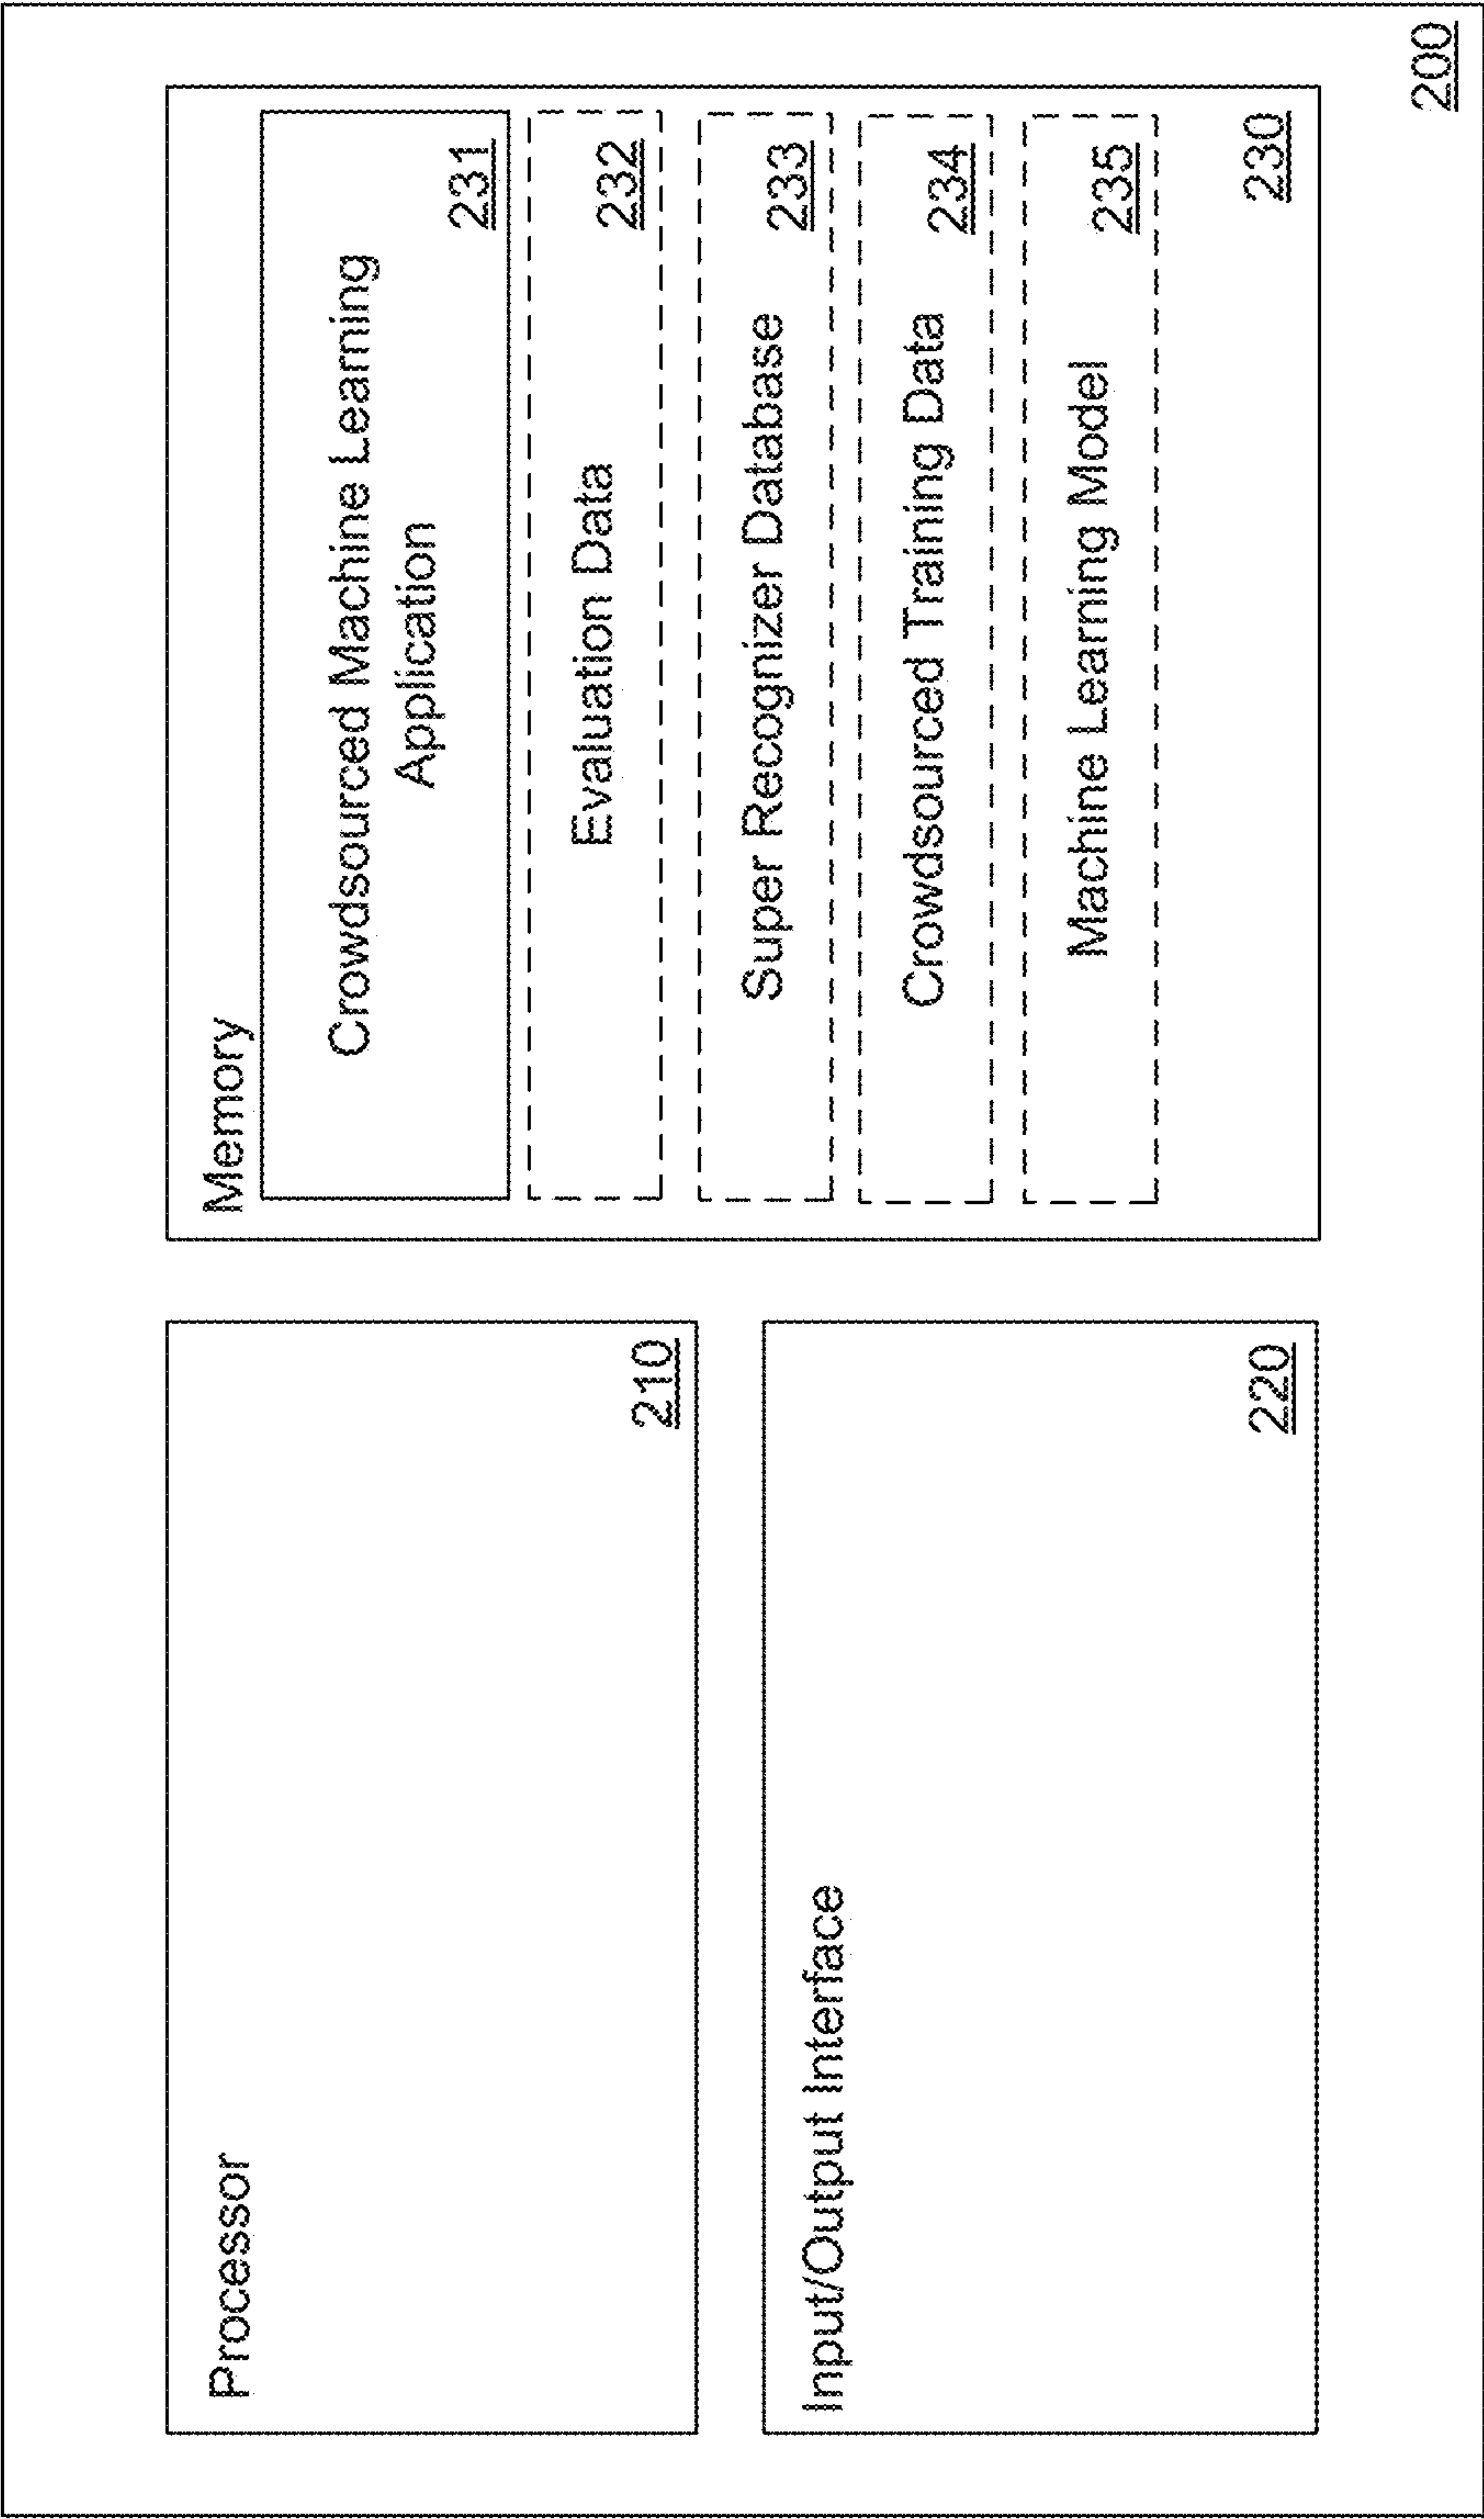 Processor
210
Input/Output Interface
220
Memory
Crowdsourced Machine Learning
Application
231
Evaluation Data
232
Super Recognizer Database
233
Crowdsourced Training Data
234
Machine Learning Model
235
230
200